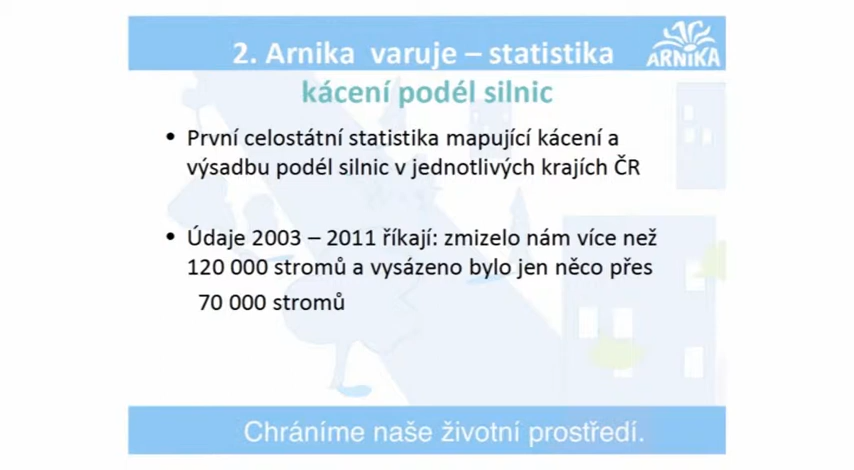 2. Arnika varuje – statistika
ARNIKA
kácení podél silnic
• První celostátní statistika mapující kácení a
výsadbu podél silnic v jednotlivých krajích ČR
• Údaje 2003 – 2011 říkají: zmizelo nám více než
120 000 stromů a vysázeno bylo jen něco přes
70 000 stromů
Chráníme naše životní prostředí.